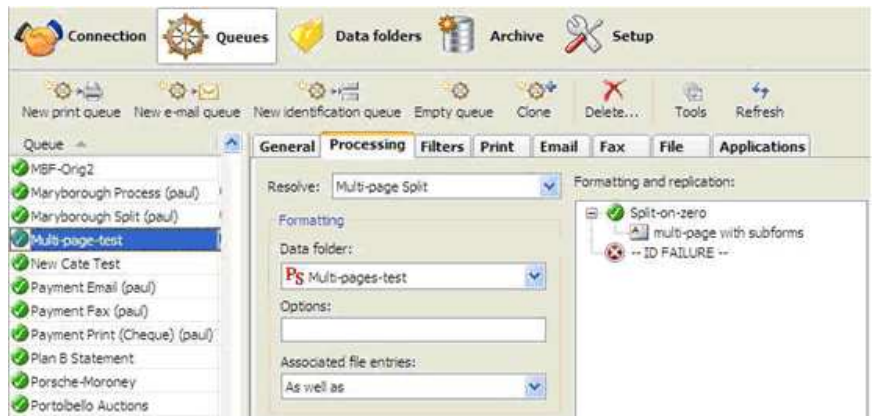 Connection Queues Data folders Archive Setup
New print queue New e-mail queue New identification queue Empty queue Clone Delete... Tools Refresh
Queue
General Processing Filters Print Email Fax File Applications
MBF-Orig2
Maryborough Process (paul)
Maryborough Split (paul)
Multi-page-test
New Cate Test
Payment Email (paul)
Payment Fax (paul)
Payment Print (Cheque) (paul)
Plan B Statement
Porsche-Moroney
Portobello Auctions
Resolve: Multi-page Split
Formatting
Data folder:
PS Multi-pages-test
Options:
Associated file entries:
As well as
Formatting and replication:
Split-on-zero
multi-page with subforms
-- ID FAILURE --